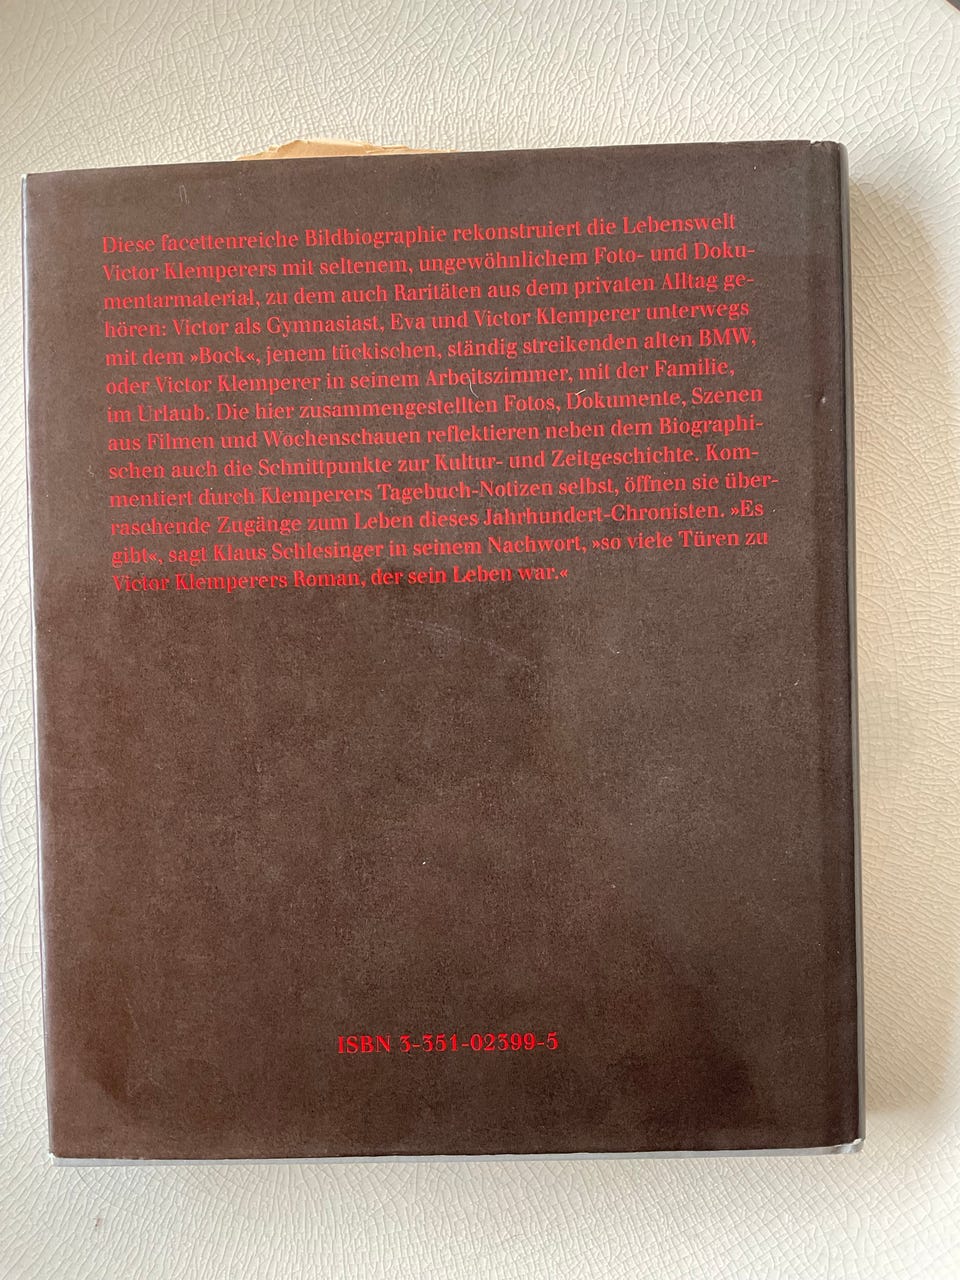 Diese facettenreiche Bildbiographie rekonstruiert die Lebenswelt
Victor Klemperers mit seltenem, ungewöhnlichem Foto- und Doku-
mentarmaterial, zu dem auch Raritäten aus dem privaten Alltag ge-
hören: Victor als Gymnasiast, Eva und Victor Klemperer unterwegs
mit dem »Bock«, jenem tückischen, ständig streikenden alten BMW,
oder Victor Klemperer in seinem Arbeitszimmer, mit der Familie,
im Urlaub. Die hier zusammengestellten Fotos, Dokumente, Szenen
aus Filmen und Wochenschauen reflektieren neben dem Biographi-
schen auch die Schnittpunkte zur Kultur- und Zeitgeschichte. Kom-
mentiert durch Klemperers Tagebuch-Notizen selbst, öffnen sie über-
raschende Zugänge zum Leben dieses Jahrhundert-Chronisten. »Es
gibt«, sagt Klaus Schlesinger in seinem Nachwort, »so viele Türen zu
Victor Klemperers Roman, der sein Leben war.«
ISBN 3-351-02399-5